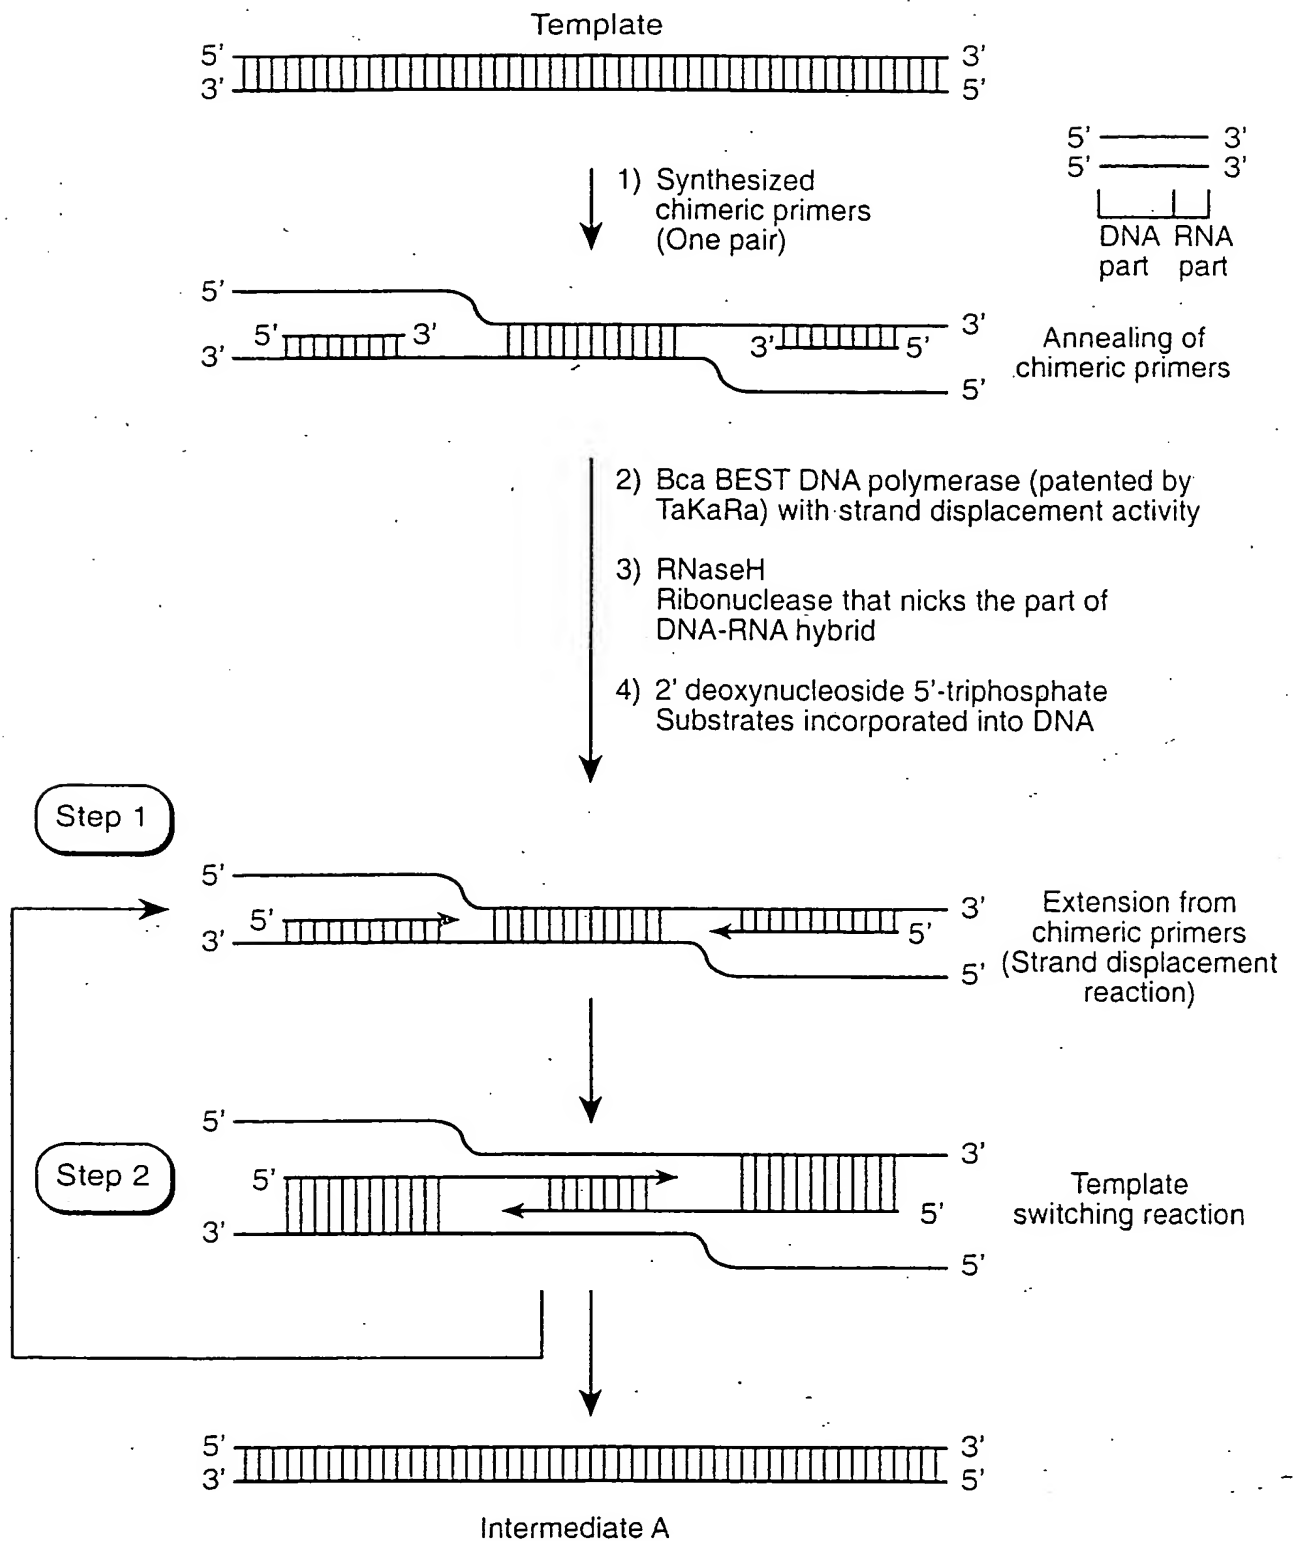 Template
5' 3'
3' 5'
5' 3'
5' 3'
DNA RNA
part part
1) Synthesized
chimeric primers
(One pair)
5'
5' 3' 3'
3' 3' 5'
5'
Annealing of
chimeric primers
2) Bca BEST DNA polymerase (patented by
TaKaRa) with strand displacement activity
3) RNaseH
Ribonuclease that nicks the part of
DNA-RNA hybrid
4) 2' deoxynucleoside 5'-triphosphate
Substrates incorporated into DNA
Step 1
5'
5' 3'
3' 5'
5'
Extension from
chimeric primers
(Strand displacement
reaction)
Step 2
5'
3'
5'
5'
3'
5'
Template
switching reaction
5' 3'
3' 5'
Intermediate A